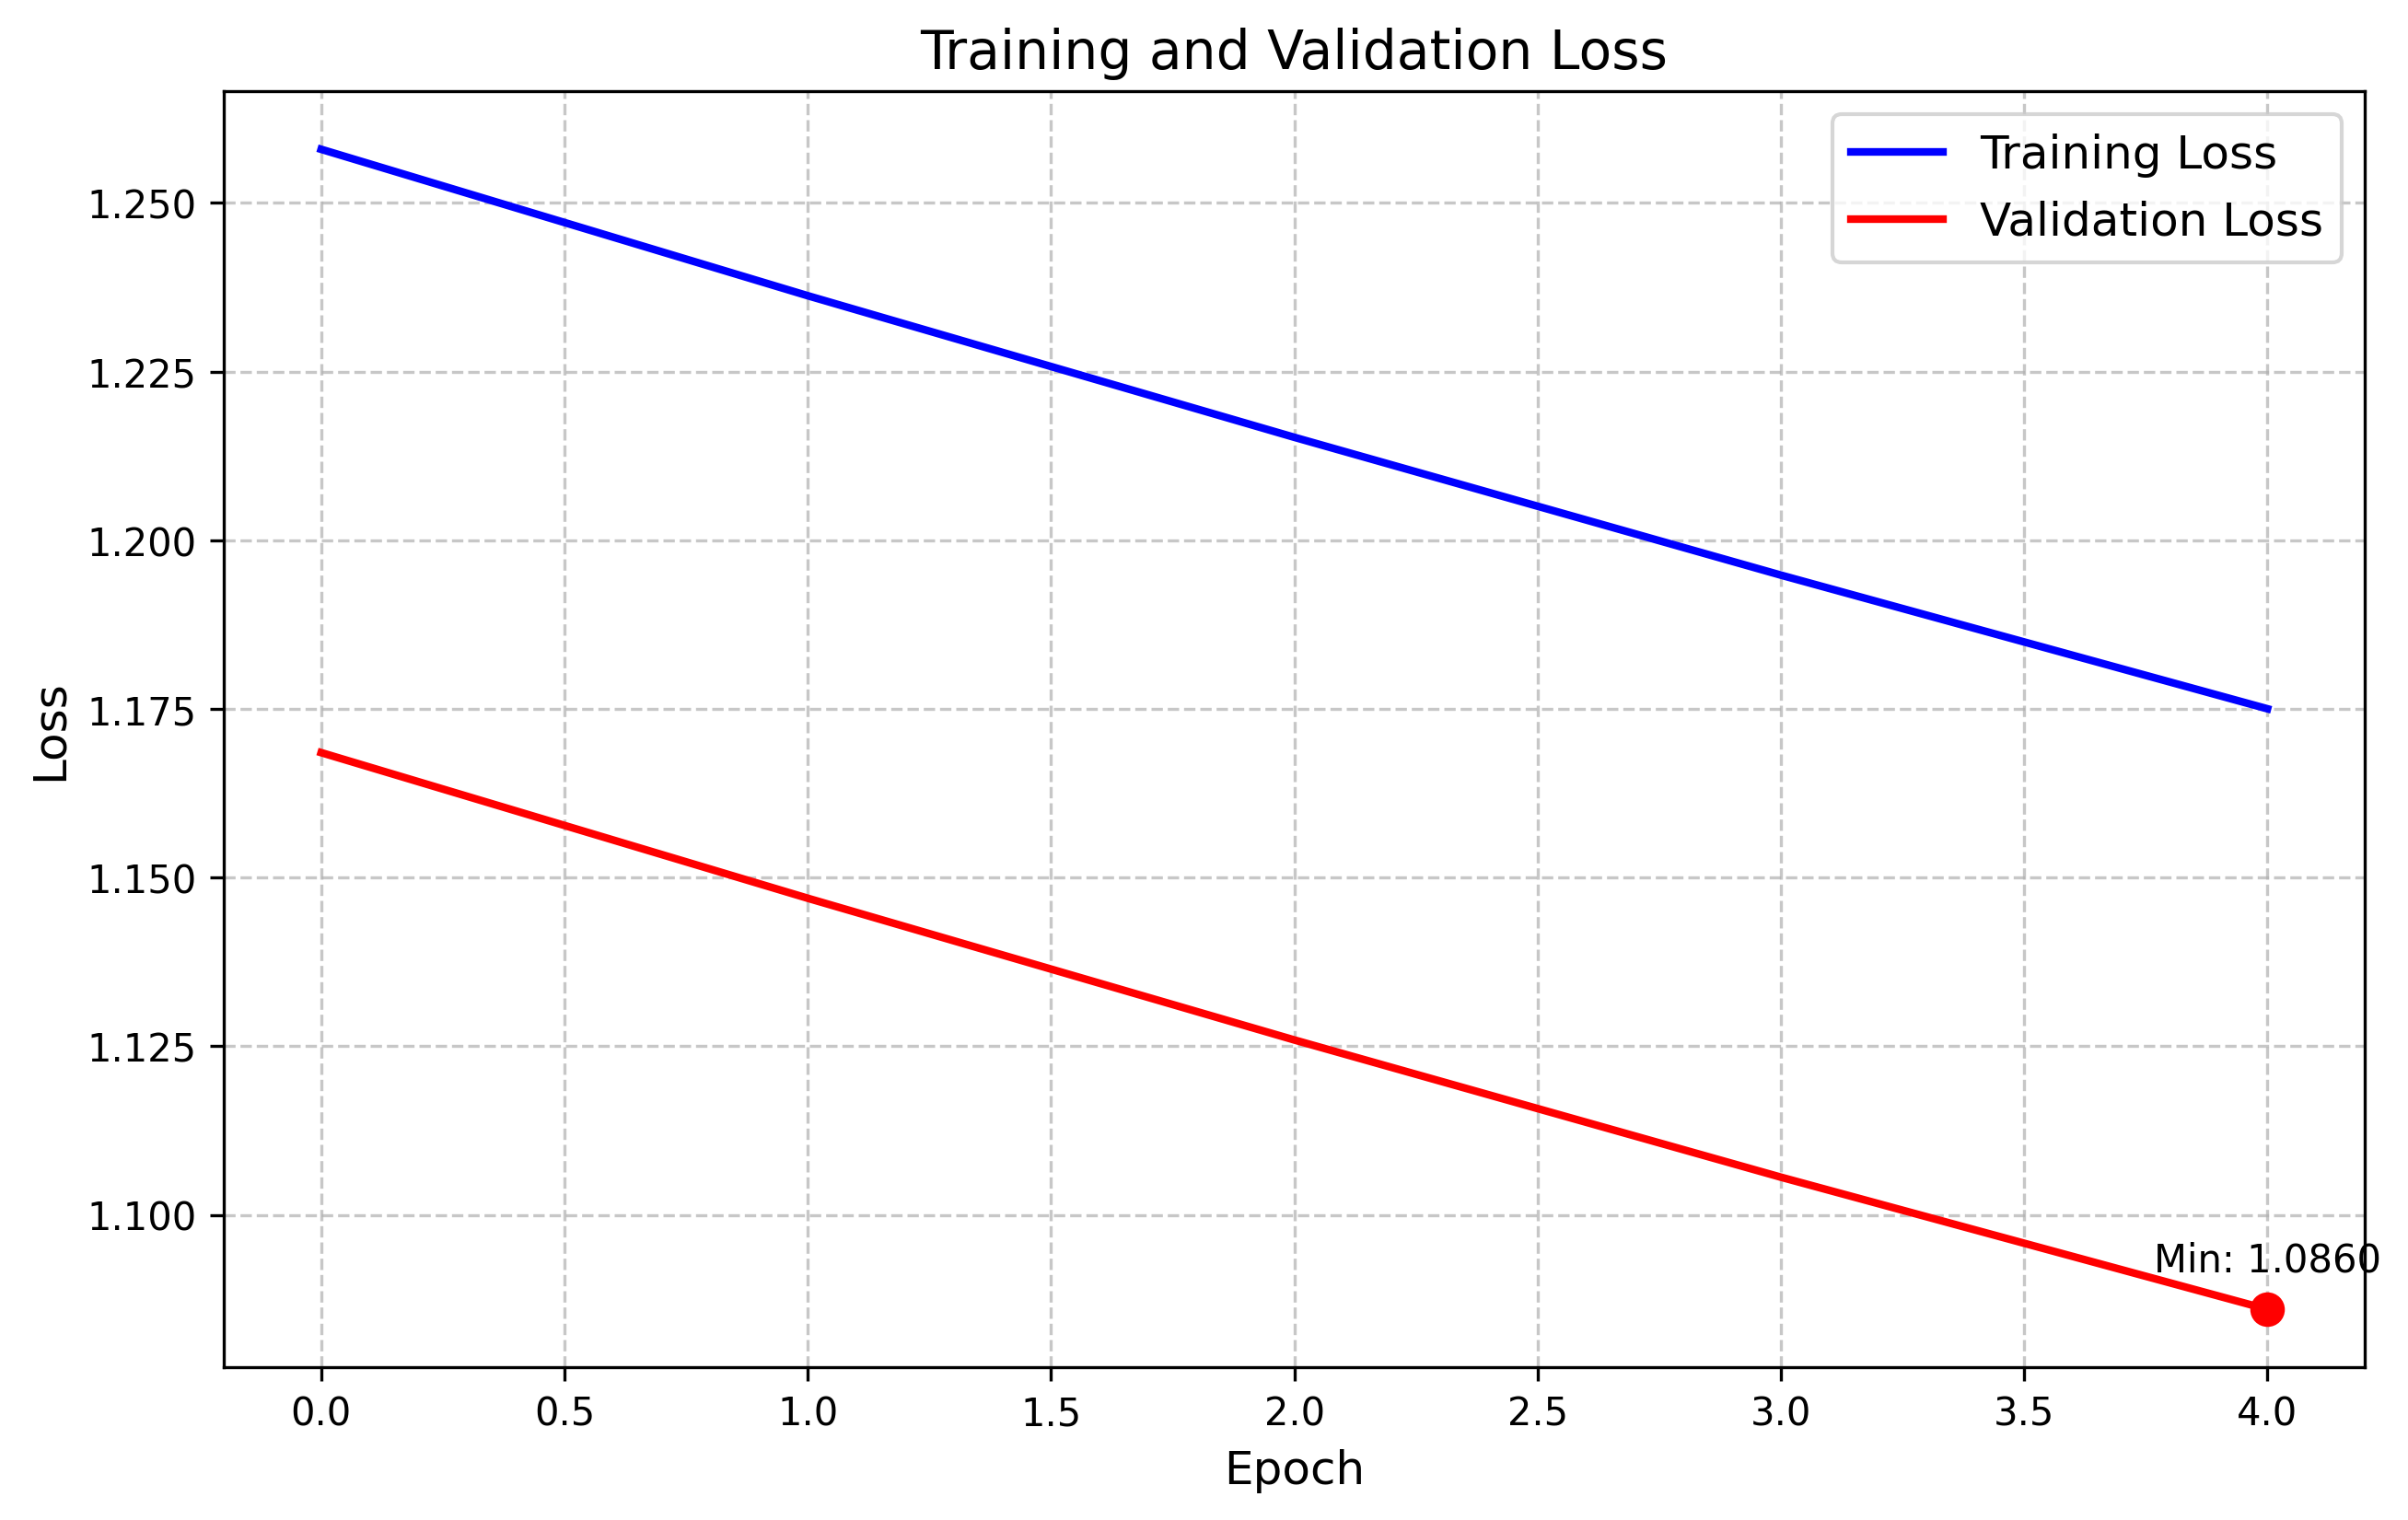 Training and Validation Loss
Training Loss
Validation Loss
1.250
1.225
1.200
1.175
1.150
1.125
1.100
Loss
Min: 1.0860
0.0 0.5 1.0 1.5 2.0 2.5 3.0 3.5 4.0
Epoch